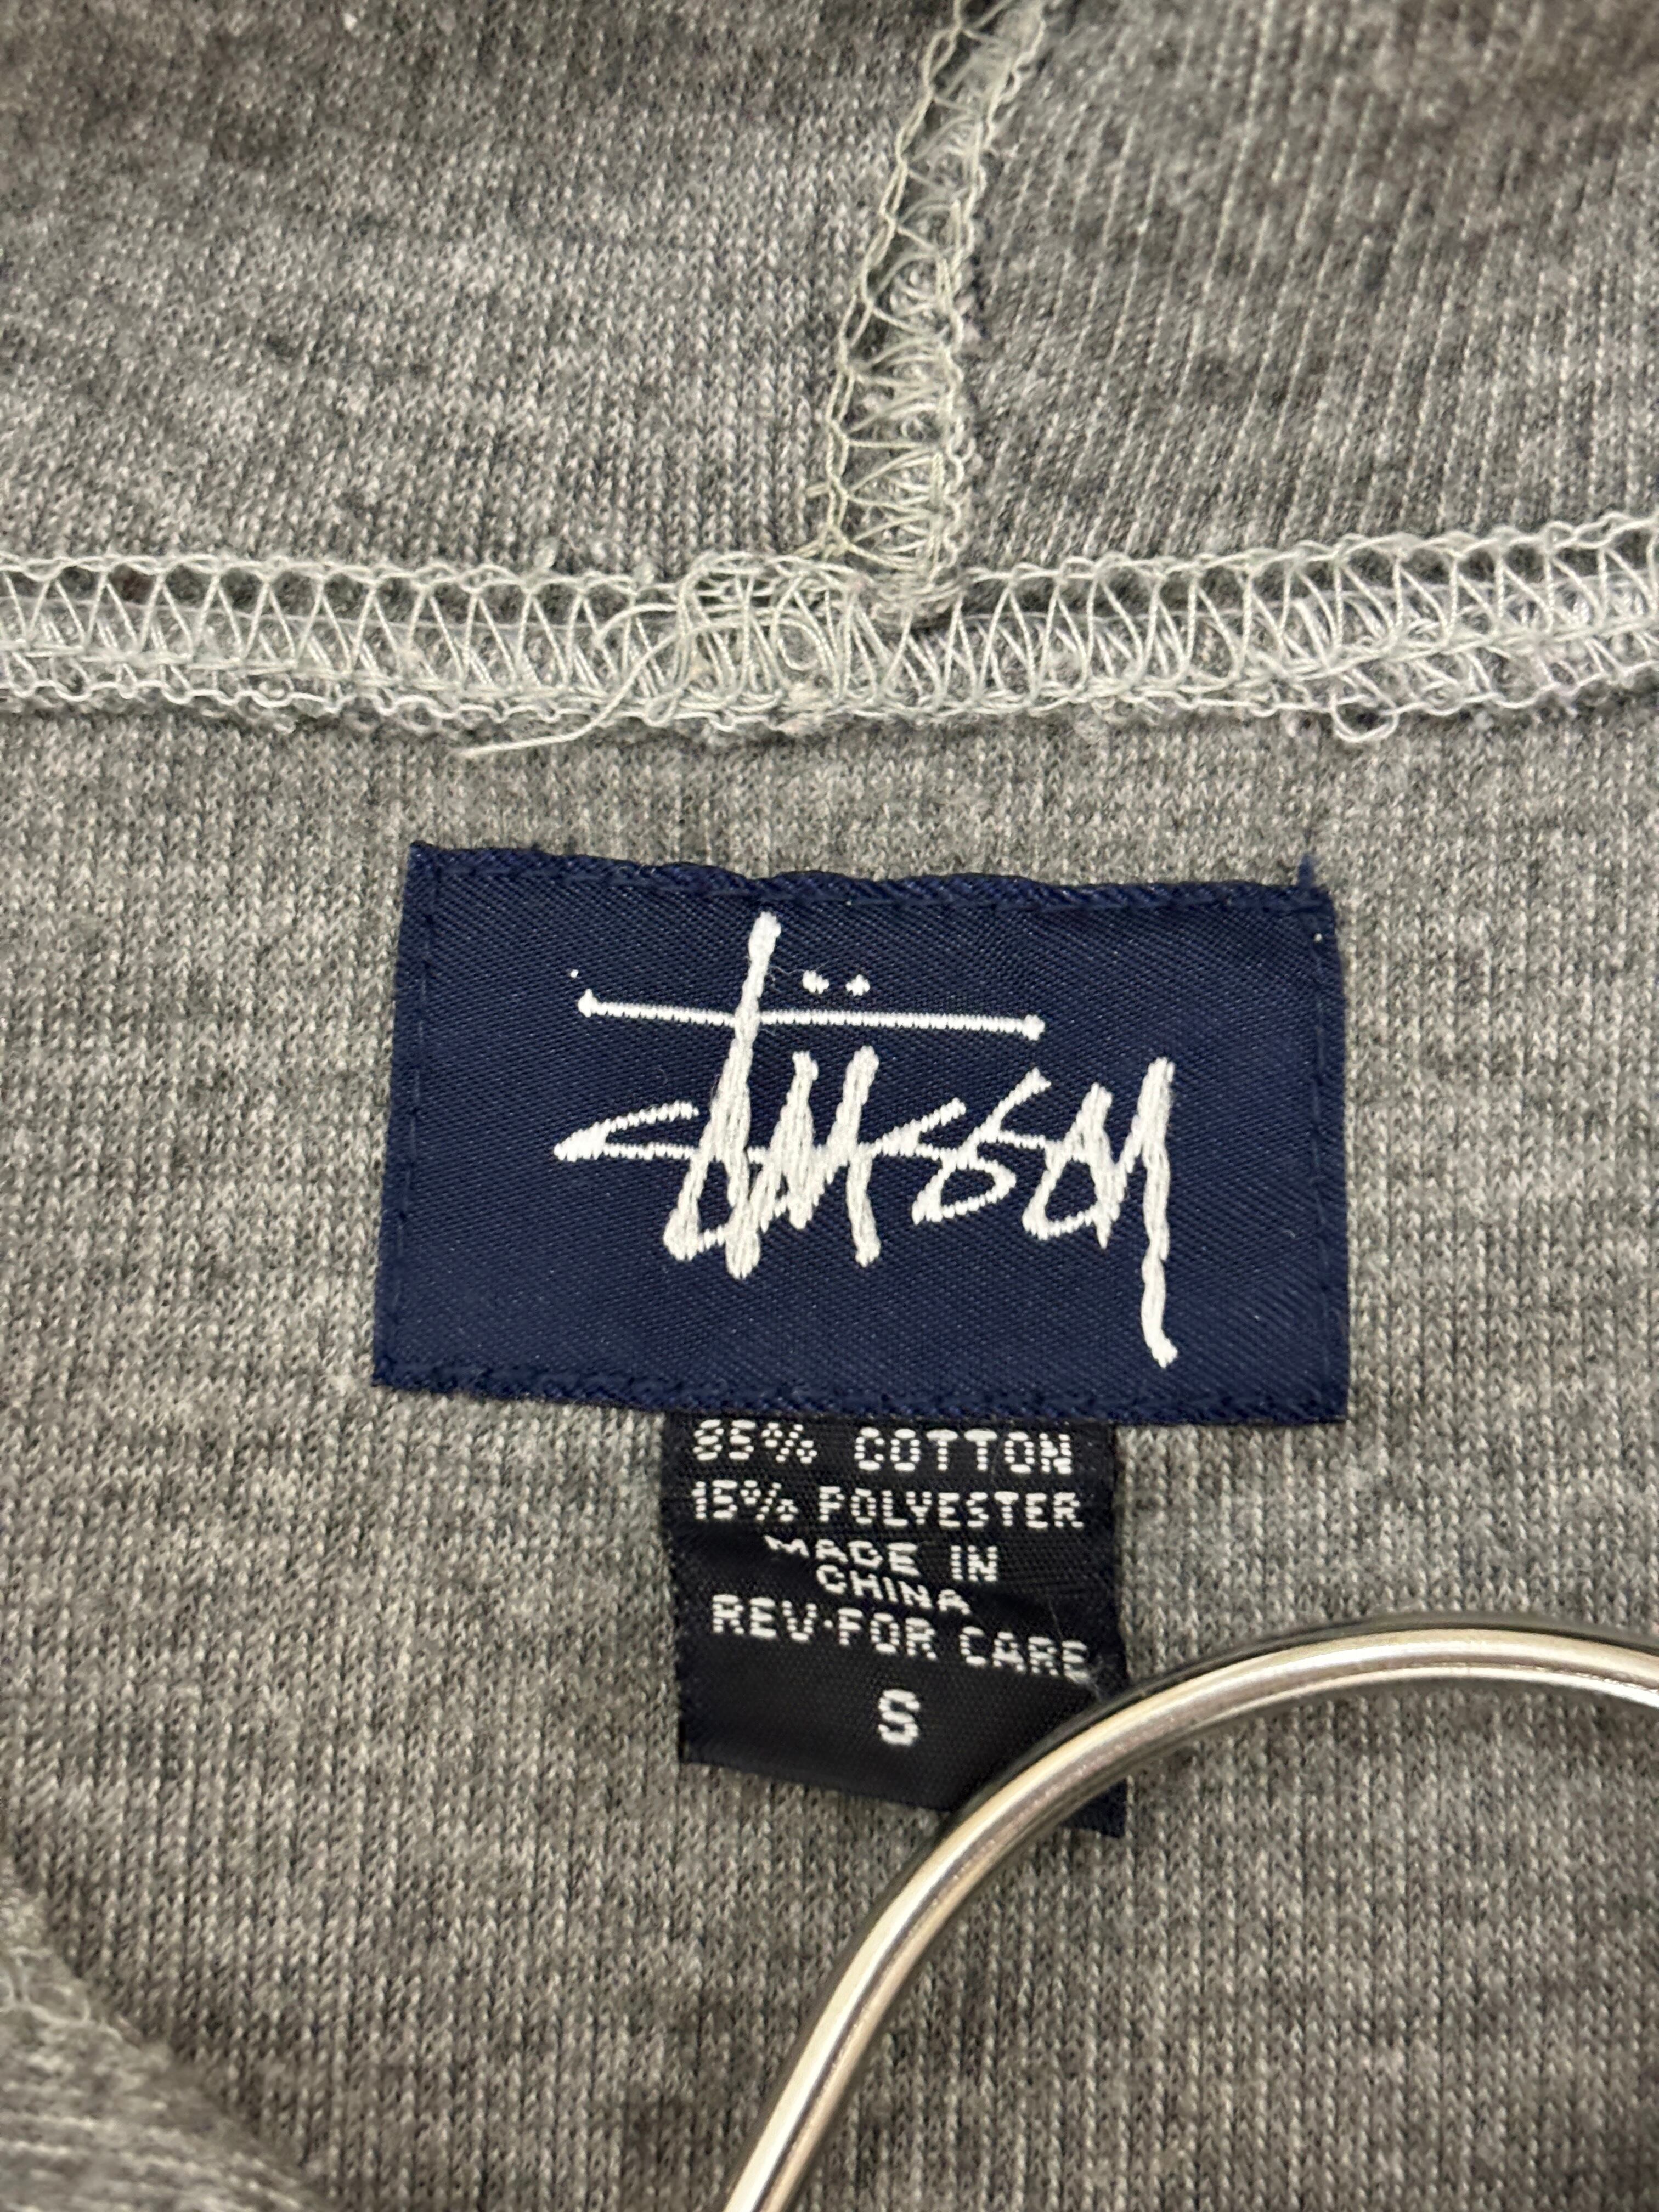 Stüssy
85% COTTON
15% POLYESTER
MADE IN
CHINA
REV·FOR CARE
S